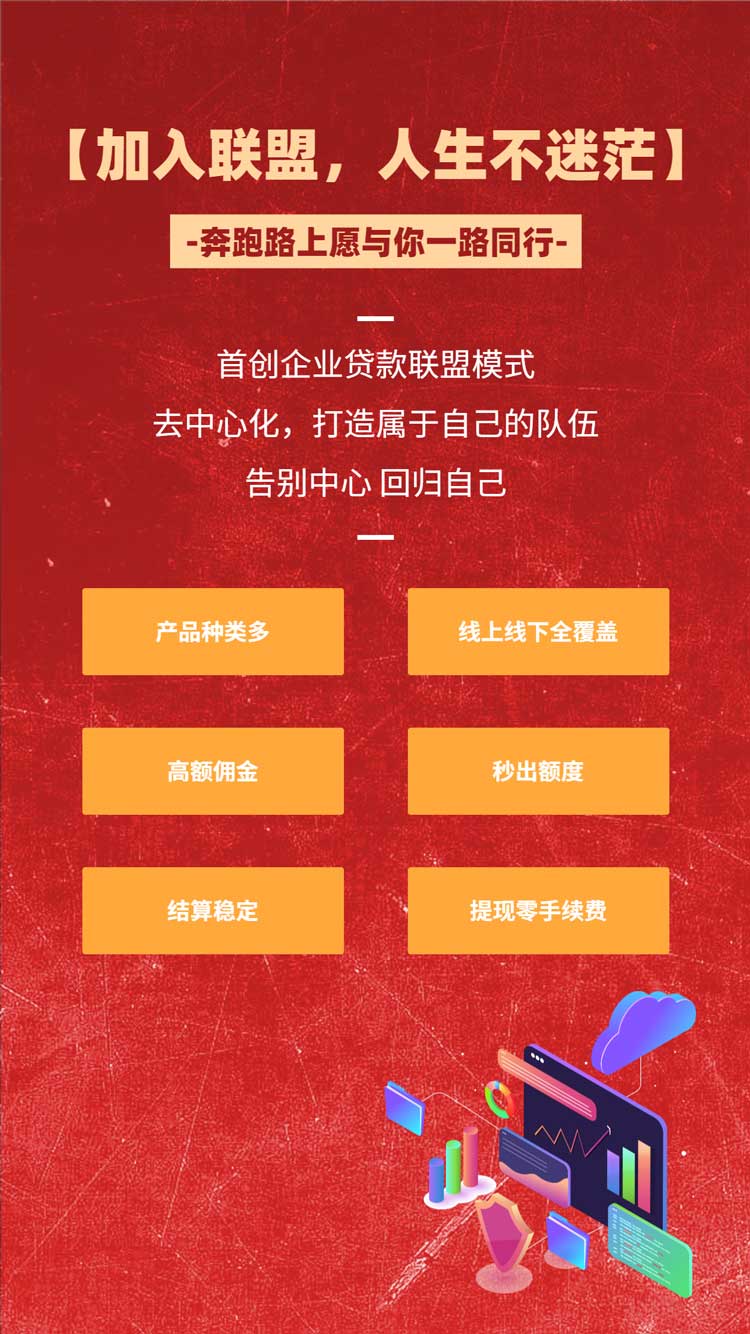 【加入联盟，人生不迷茫】
-奔跑路上愿与你一路同行-
首创企业贷款联盟模式
去中心化，打造属于自己的队伍
告别中心 回归自己
产品种类多
线上线下全覆盖
高额佣金
秒出额度
结算稳定
提现零手续费